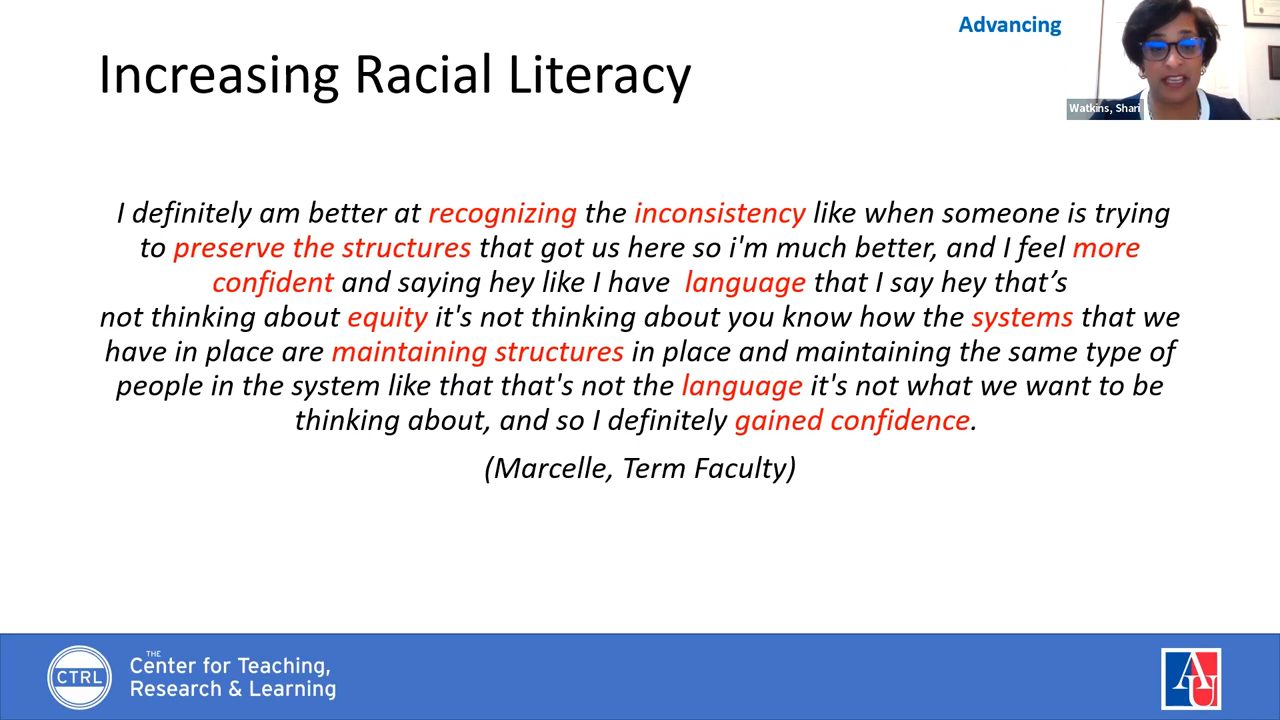 Advancing
Increasing Racial Literacy
Watkins, Shari
I definitely am better at recognizing the inconsistency like when someone is trying
to preserve the structures that got us here so i'm much better, and I feel more
confident and saying hey like I have  language that I say hey that’s
not thinking about equity it's not thinking about you know how the systems that we
have in place are maintaining structures in place and maintaining the same type of
people in the system like that that's not the language it's not what we want to be
thinking about, and so I definitely gained confidence.
(Marcelle, Term Faculty)
CTRL
THE
Center for Teaching,
Research & Learning
AU